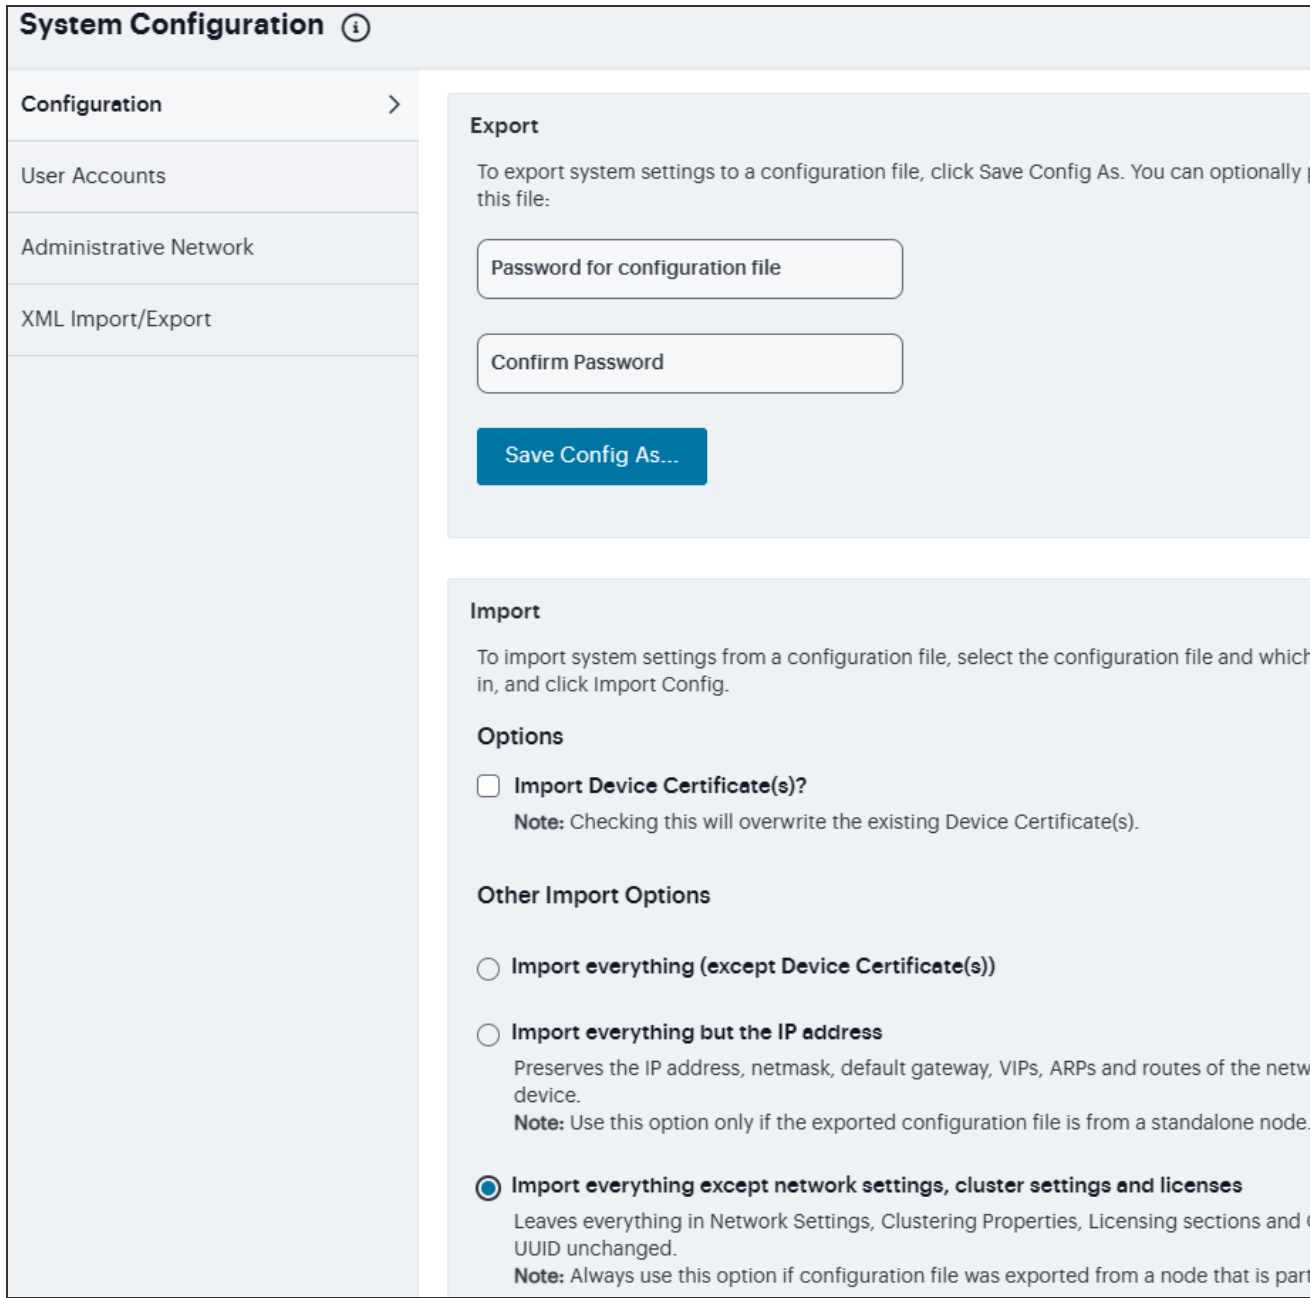 System Configuration
Configuration
User Accounts
Administrative Network
XML Import/Export
Export
To export system settings to a configuration file, click Save Config As. You can optionally
this file:
Password for configuration file
Confirm Password
Save Config As...
Import
To import system settings from a configuration file, select the configuration file and which
in, and click Import Config.
Options
Import Device Certificate(s)?
Note: Checking this will overwrite the existing Device Certificate(s).
Other Import Options
Import everything (except Device Certificate(s))
Import everything but the IP address
Preserves the IP address, netmask, default gateway, VIPs, ARPs and routes of the netw
device.
Note: Use this option only if the exported configuration file is from a standalone node.
Import everything except network settings, cluster settings and licenses
Leaves everything in Network Settings, Clustering Properties, Licensing sections and
UUID unchanged.
Note: Always use this option if configuration file was exported from a node that is part